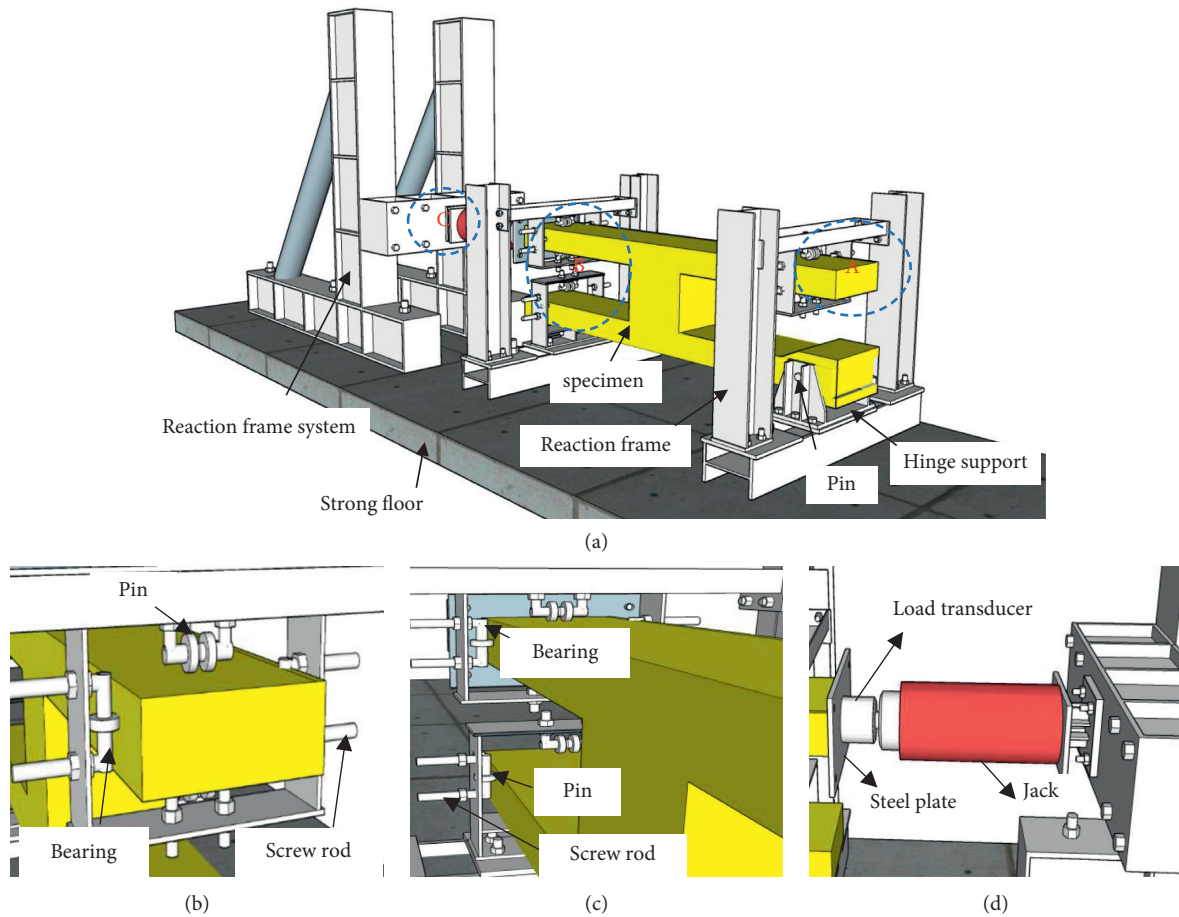 C
B
A
specimen
Reaction frame system
Reaction frame
Hinge support
Pin
Strong floor
(a)
Pin
Bearing
Screw rod
(b)
Bearing
Pin
Screw rod
(c)
Load transducer
Steel plate
Jack
(d)